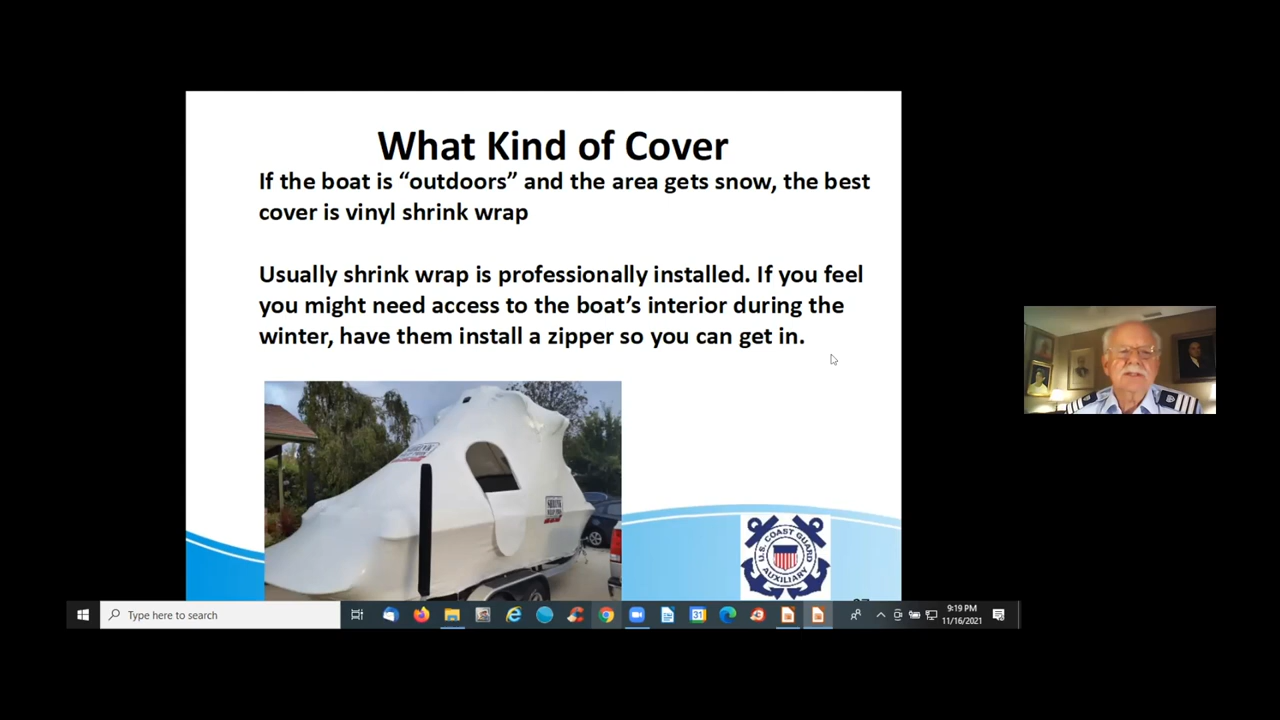 What Kind of Cover
If the boat is “outdoors” and the area gets snow, the best
cover is vinyl shrink wrap
Usually shrink wrap is professionally installed. If you feel
you might need access to the boat’s interior during the
winter, have them install a zipper so you can get in.
U.S. COAST GUARD
AUXILIARY
Type here to search
31
9:19 PM
11/16/2021